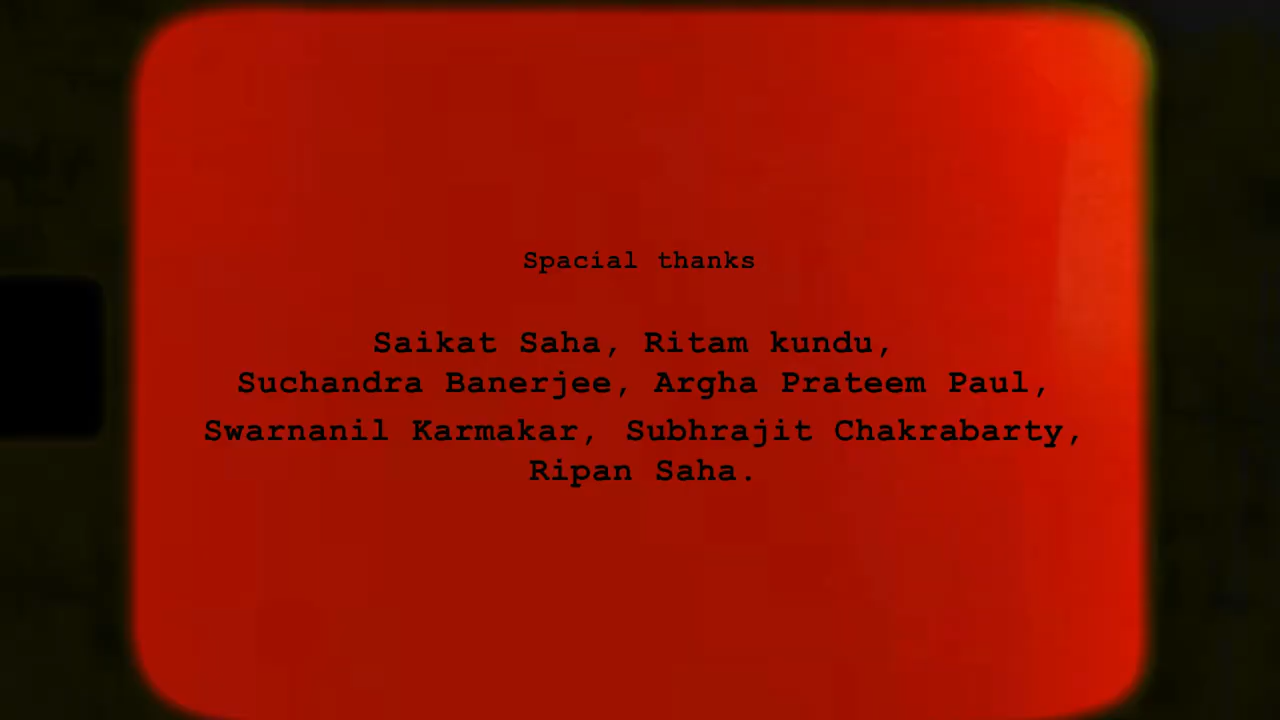 Spacial thanks
Saikat Saha, Ritam kundu,
Suchandra Banerjee, Argha Prateem Paul,
Swarnanil Karmakar, Subhrajit Chakrabarty,
Ripan Saha.